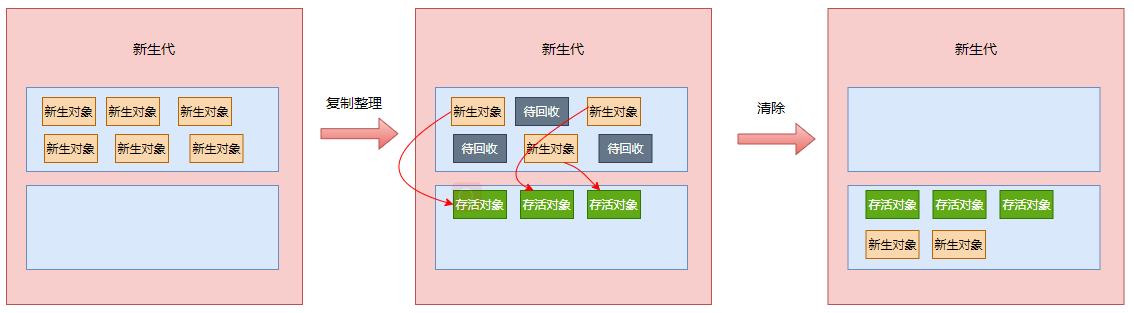 新生代
新生对象 新生对象 新生对象
新生对象 新生对象 新生对象
复制整理
新生代
新生对象 待回收 新生对象
待回收 新生对象 待回收
存活对象 存活对象 存活对象
清除
新生代
存活对象 存活对象 存活对象
新生对象 新生对象